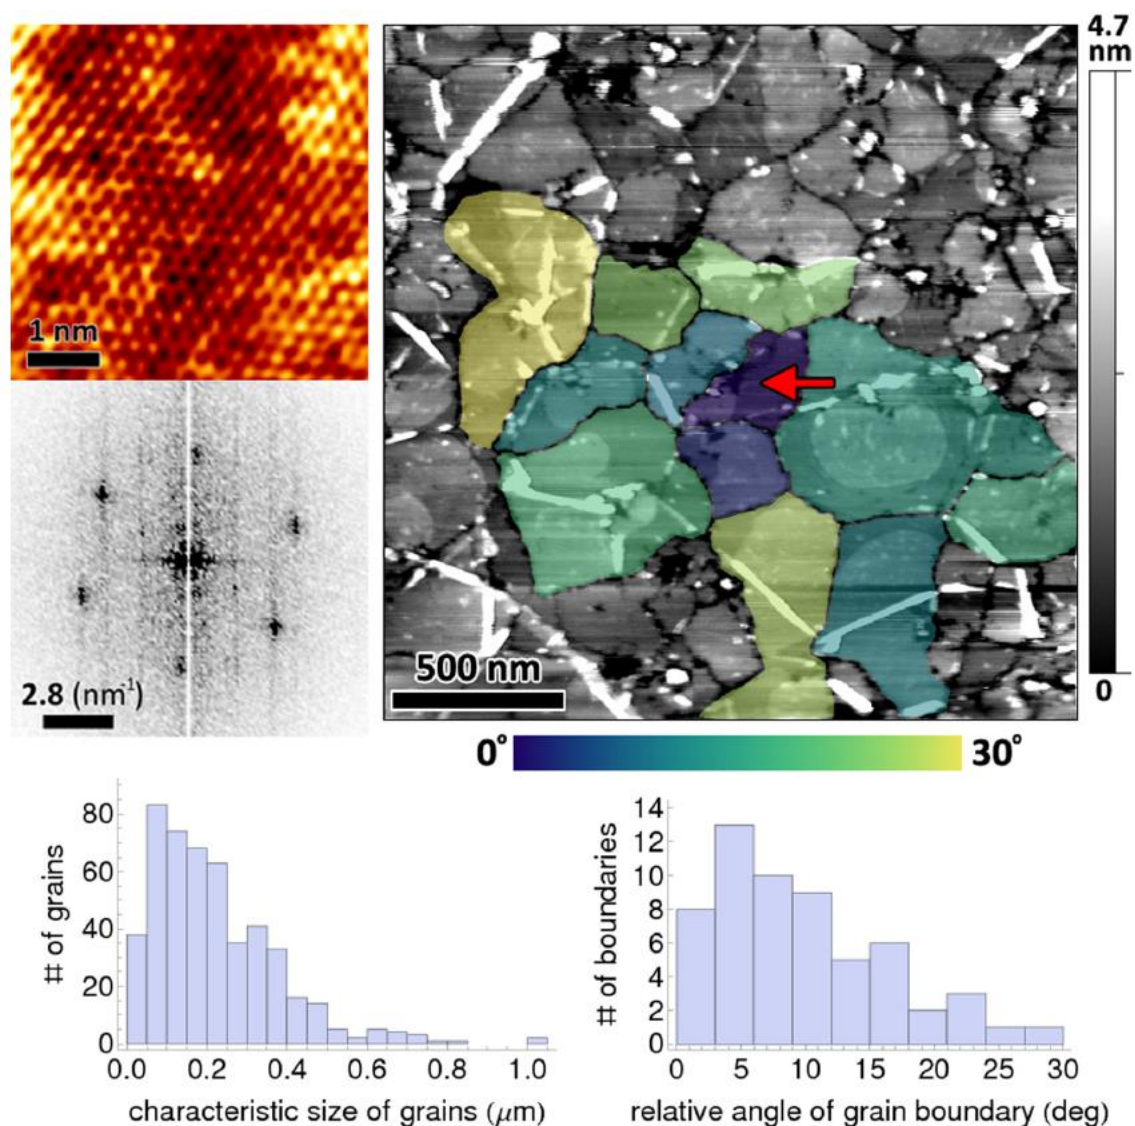 4.7
nm
1 nm
2.8 (nm⁻¹)
500 nm
0
0° 30°
# of grains
80
60
40
20
0
0.0 0.2 0.4 0.6 0.8 1.0
characteristic size of grains (μm)
# of boundaries
14
12
10
8
6
4
2
0
0 5 10 15 20 25 30
relative angle of grain boundary (deg)